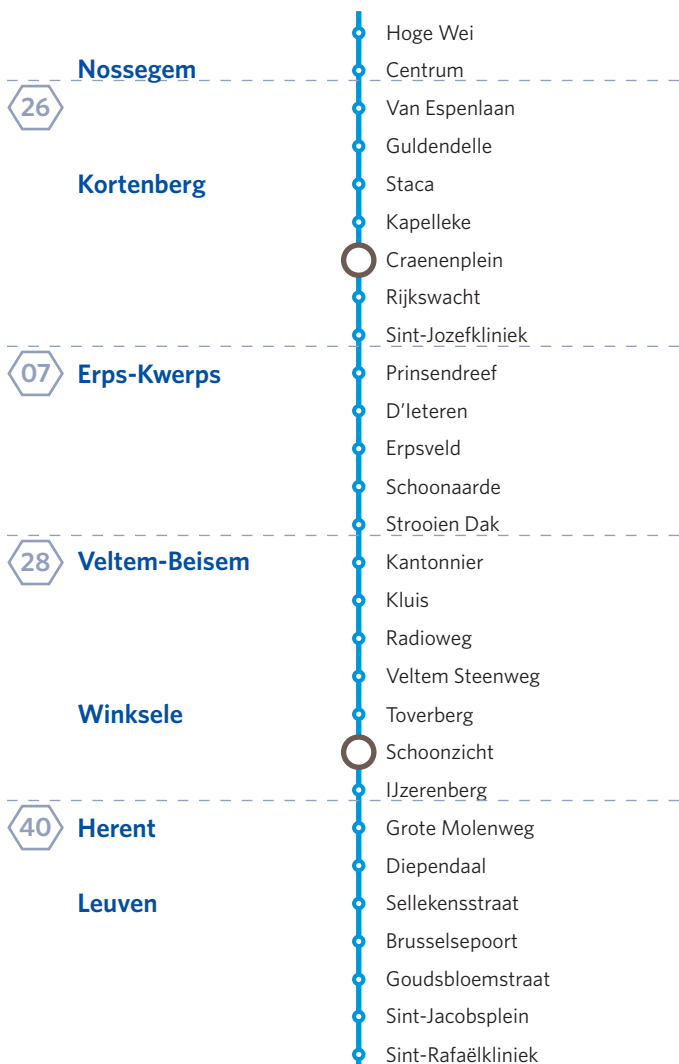 Hoge Wei
Nossegem Centrum
26 Van Espenlaan
Guldendelle
Kortenberg Staca
Kapelleke
Craenenplein
Rijkswacht
Sint-Jozefkliniek
07 Erps-Kwerps Prinsendreef
D'Ieteren
Erpsveld
Schoonaarde
Strooien Dak
28 Veltem-Beisem Kantonnier
Kluis
Radioweg
Veltem Steenweg
Winksele Toverberg
Schoonzicht
IJzerenberg
40 Herent Grote Molenweg
Diependaal
Leuven Sellekensstraat
Brusselsepoort
Goudsbloemstraat
Sint-Jacobsplein
Sint-Rafaëlkliniek